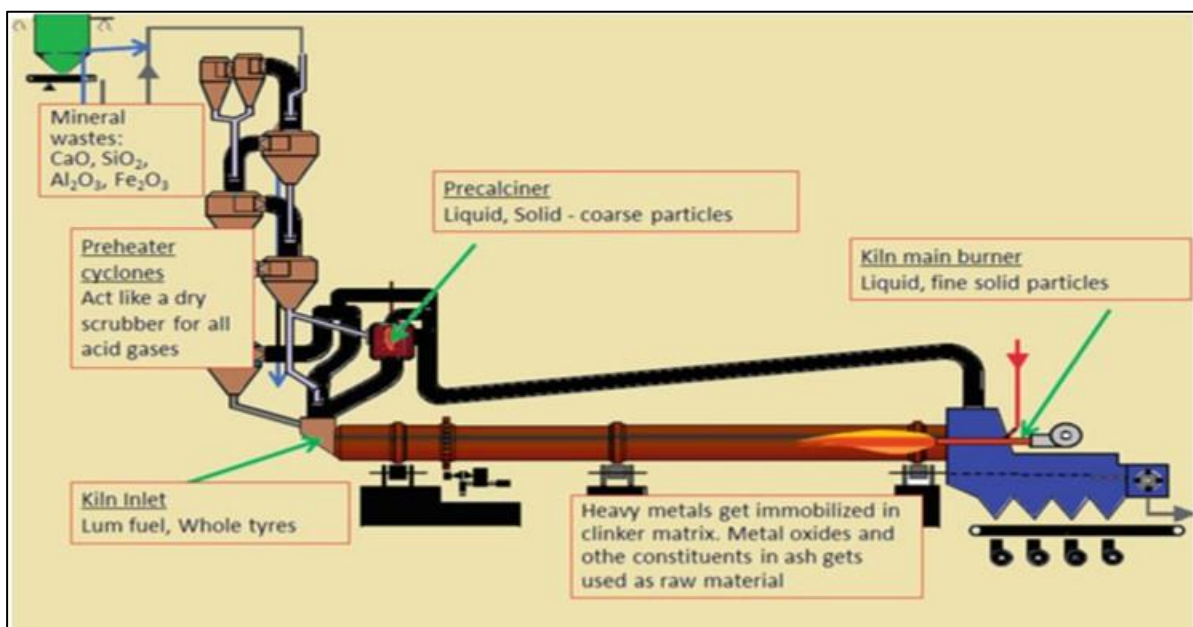 Mineral
wastes:
CaO, SiO₂,
Al₂O₃, Fe₂O₃
Precalciner
Liquid, Solid - coarse particles
Preheater
cyclones
Act like a dry
scrubber for all
acid gases
Kiln main burner
Liquid, fine solid particles
Kiln Inlet
Lum fuel, Whole tyres
Heavy metals get immobilized in
clinker matrix. Metal oxides and
othe constituents in ash gets
used as raw material